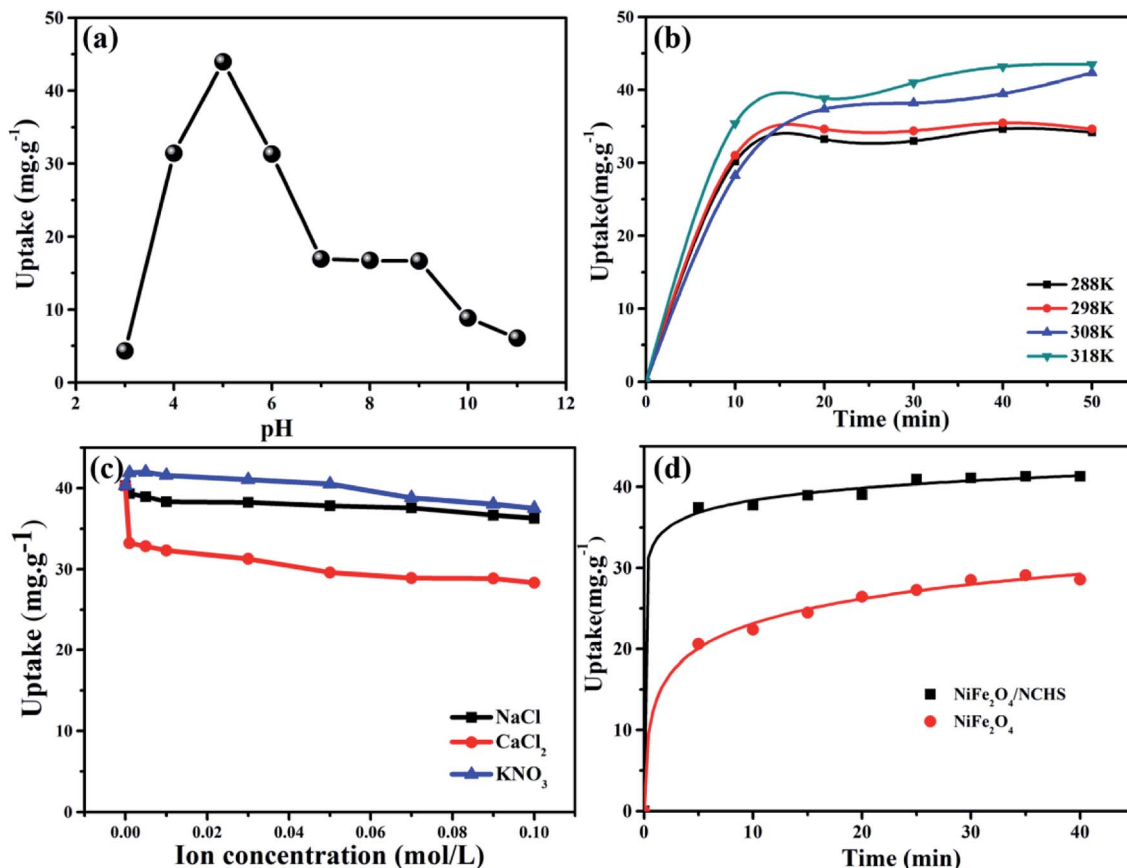 (a)
Uptake (mg.g⁻¹)
50
40
30
20
10
0
2
4
6
8
10
12
pH
(b)
Uptake(mg.g⁻¹)
50
40
30
20
10
0
288K
298K
308K
318K
0
10
20
30
40
50
Time (min)
(c)
Uptake (mg.g⁻¹)
40
30
20
10
0
NaCl
CaCl₂
KNO₃
0.00
0.02
0.04
0.06
0.08
0.10
Ion concentration (mol/L)
(d)
Uptake(mg.g⁻¹)
50
40
30
20
10
0
NiFe₂O₄/NCHS
NiFe₂O₄
0
10
20
30
40
Time (min)